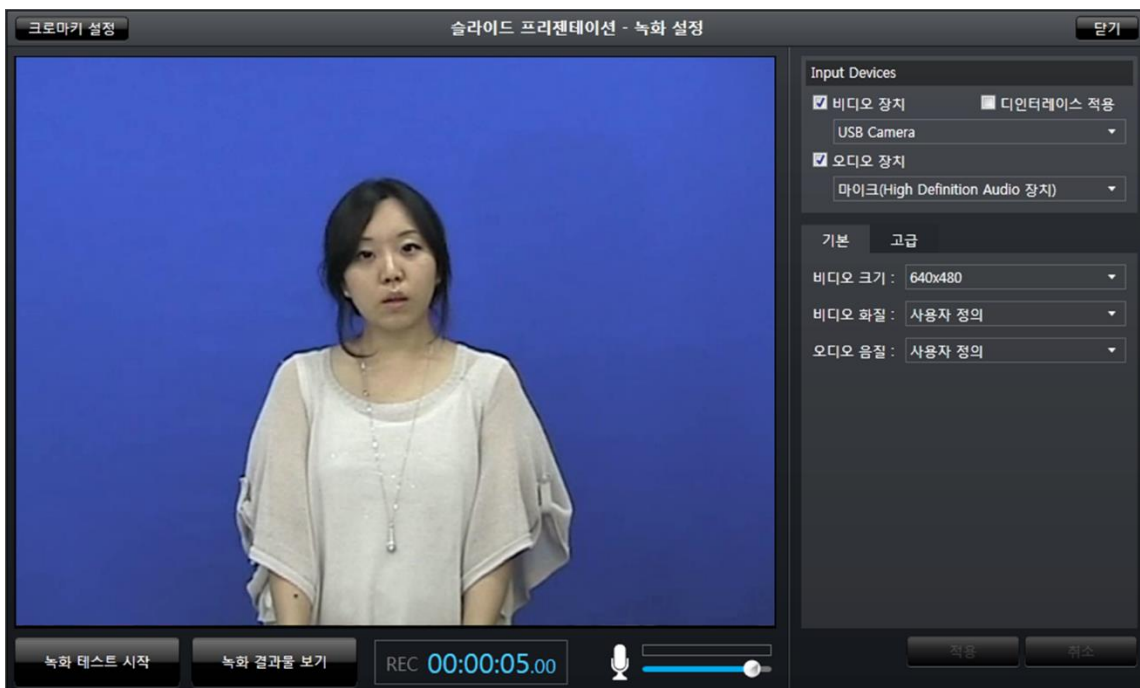 크로마키 설정
슬라이드 프리젠테이션 - 녹화 설정
닫기
Input Devices
비디오 장치
디인터레이스 적용
USB Camera
오디오 장치
마이크(High Definition Audio 장치)
기본
고급
비디오 크기 : 640x480
비디오 화질 : 사용자 정의
오디오 음질 : 사용자 정의
녹화 테스트 시작
녹화 결과물 보기
REC 00:00:05.00
적용
취소